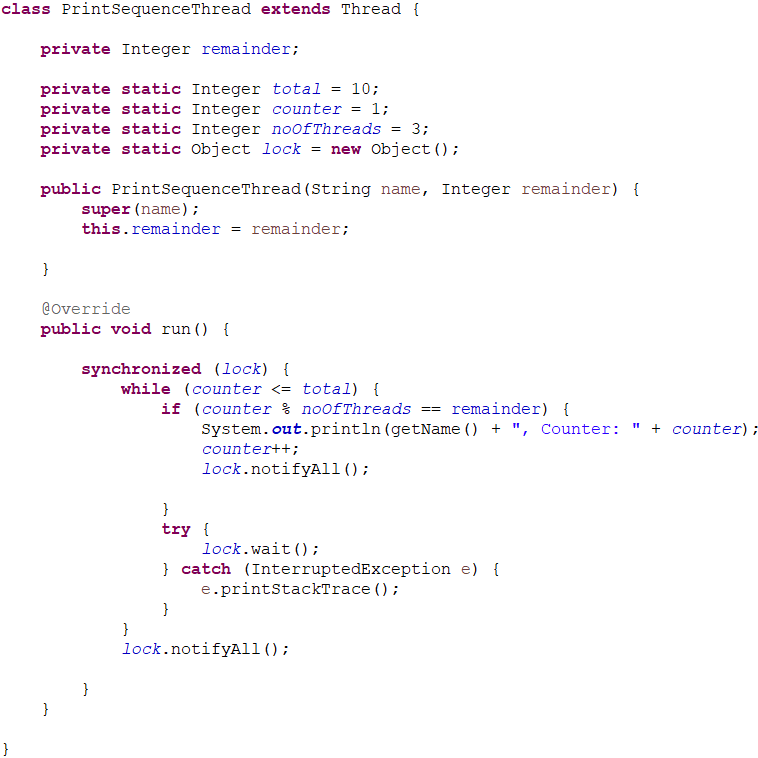 class PrintSequenceThread extends Thread {
private Integer remainder;
private static Integer total = 10;
private static Integer counter = 1;
private static Integer noOfThreads = 3;
private static Object lock = new Object();
public PrintSequenceThread(String name, Integer remainder) {
super(name);
this.remainder = remainder;
}
@Override
public void run() {
synchronized (lock) {
while (counter <= total) {
if (counter % noOfThreads == remainder) {
System.out.println(getName() + ", Counter: " + counter);
counter++;
lock.notifyAll();
}
try {
lock.wait();
} catch (InterruptedException e) {
e.printStackTrace();
}
}
lock.notifyAll();
}
}
}